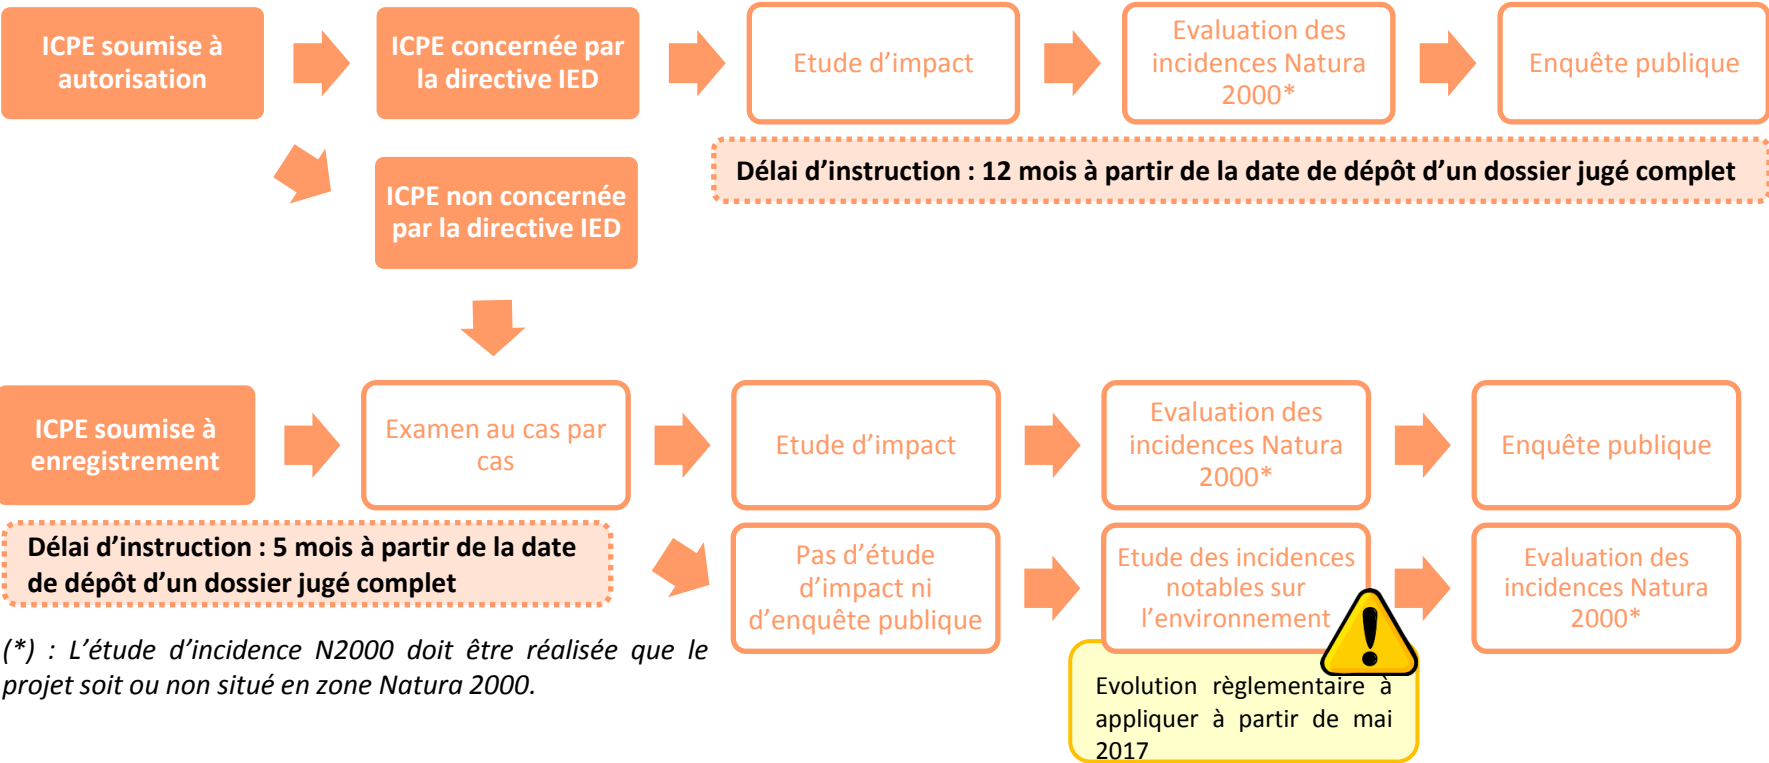 ICPE soumise à
autorisation
ICPE concernée par
la directive IED
Etude d’impact
Evaluation des
incidences Natura
2000*
Enquête publique
Délai d’instruction : 12 mois à partir de la date de dépôt d’un dossier jugé complet
ICPE non concernée
par la directive IED
ICPE soumise à
enregistrement
Examen au cas par
cas
Etude d’impact
Evaluation des
incidences Natura
2000*
Enquête publique
Délai d’instruction : 5 mois à partir de la date
de dépôt d’un dossier jugé complet
Pas d’étude
d’impact ni
d’enquête publique
Etude des incidences
notables sur
l’environnement
Evaluation des
incidences Natura
2000*
(*) : L’étude d’incidence N2000 doit être réalisée que le
projet soit ou non situé en zone Natura 2000.
Evolution règlementaire à
appliquer à partir de mai
2017